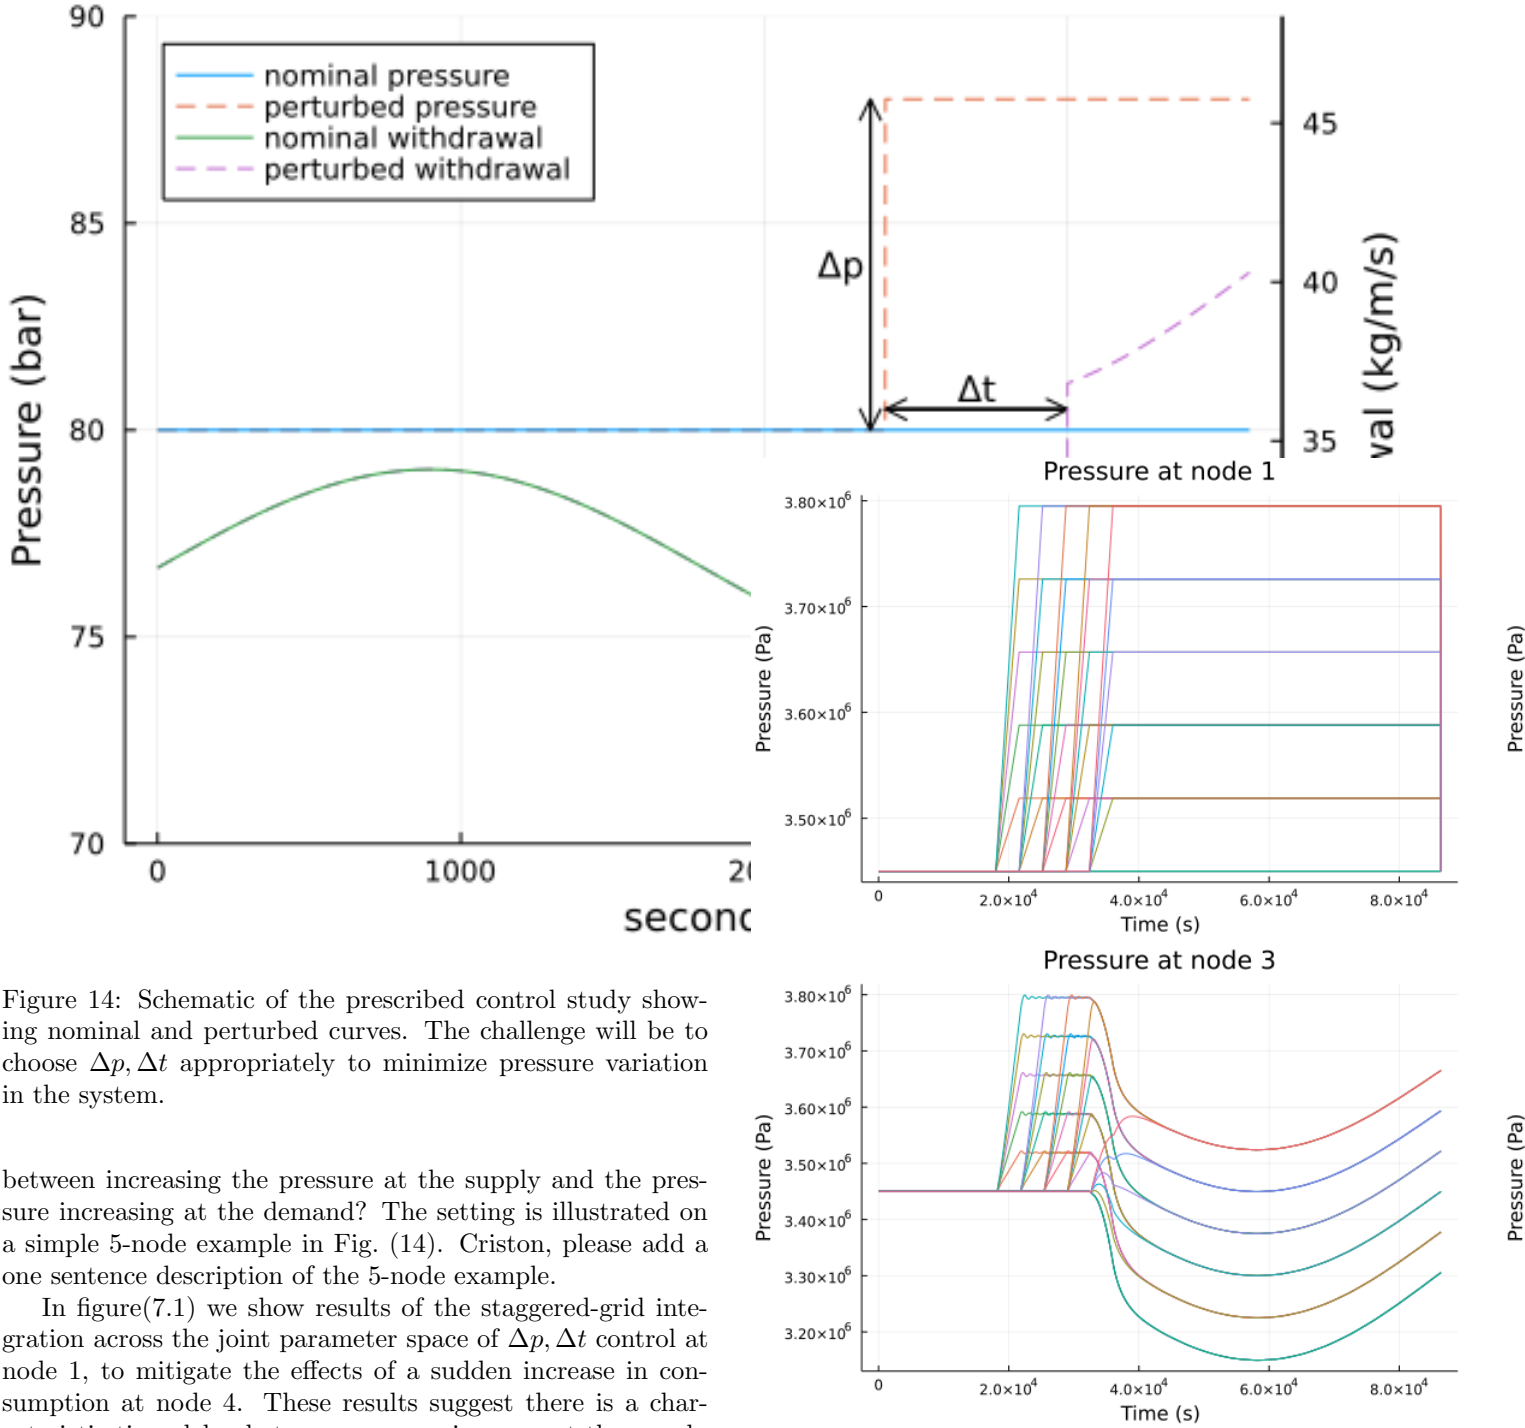 90
85
80
75
70
Pressure (bar)
nominal pressure
perturbed pressure
nominal withdrawal
perturbed withdrawal
Δp
Δt
45
40
35
val (kg/m/s)
0
1000
Figure 14: Schematic of the prescribed control study show-
ing nominal and perturbed curves. The challenge will be to
choose Δp, Δt appropriately to minimize pressure variation
in the system.
between increasing the pressure at the supply and the pres-
sure increasing at the demand? The setting is illustrated on
a simple 5-node example in Fig. (14). Criston, please add a
one sentence description of the 5-node example.
In figure(7.1) we show results of the staggered-grid inte-
gration across the joint parameter space of Δp, Δt control at
node 1, to mitigate the effects of a sudden increase in con-
sumption at node 4. These results suggest there is a char-
Pressure at node 1
3.80×10⁶
3.70×10⁶
3.60×10⁶
3.50×10⁶
Pressure (Pa)
0
2.0×10⁴
4.0×10⁴
6.0×10⁴
8.0×10⁴
Time (s)
Pressure (Pa)
Pressure at node 3
3.80×10⁶
3.70×10⁶
3.60×10⁶
3.50×10⁶
3.40×10⁶
3.30×10⁶
3.20×10⁶
Pressure (Pa)
0
2.0×10⁴
4.0×10⁴
6.0×10⁴
8.0×10⁴
Time (s)
Pressure (Pa)